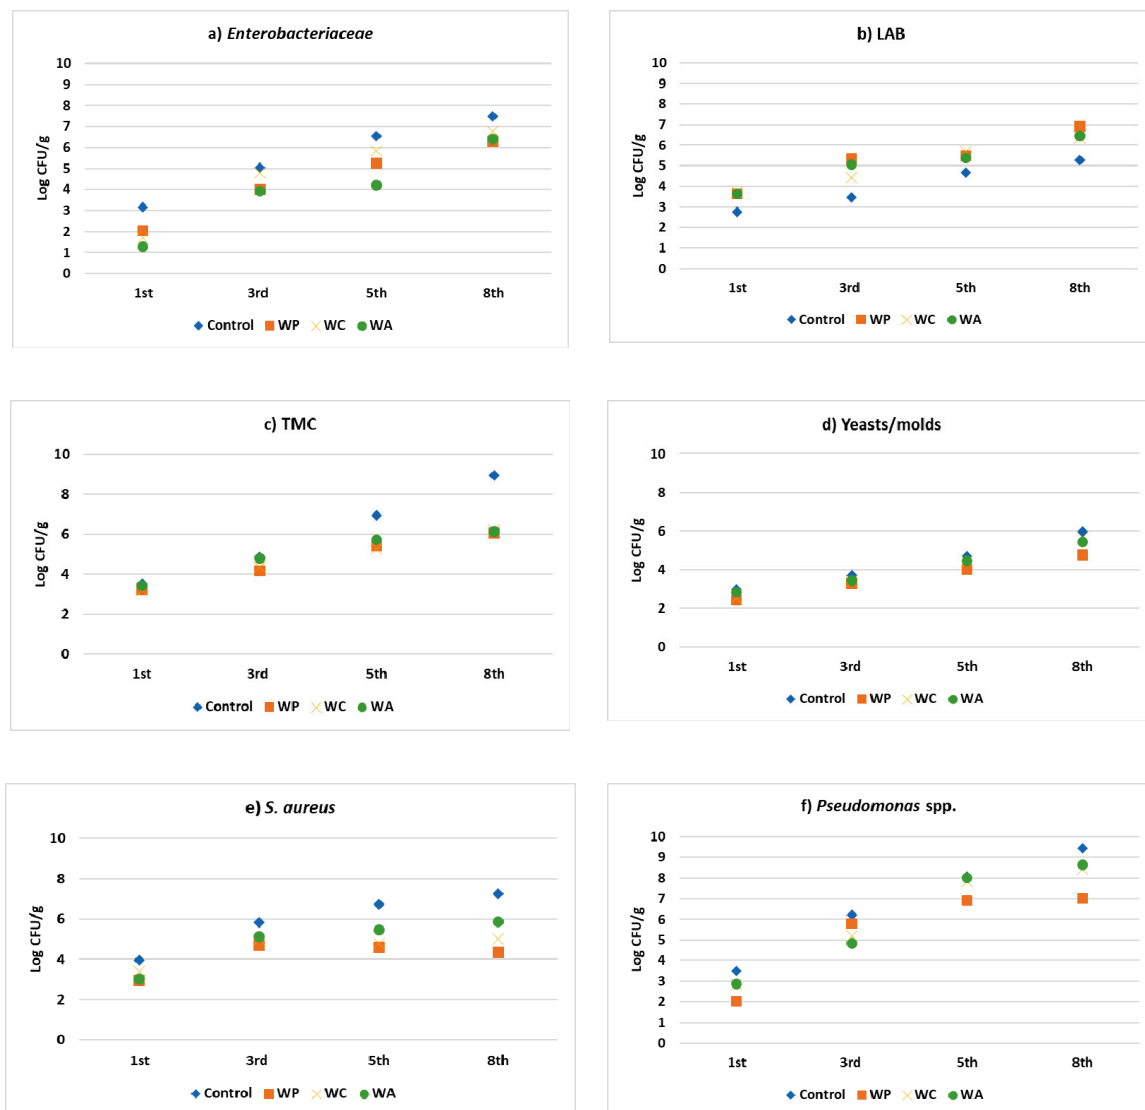 a) Enterobacteriaceae
10
9
8
7
6
5
4
3
2
1
0
Log CFU/g
1st 3rd 5th 8th
Control WP WC WA
b) LAB
10
9
8
7
6
5
4
3
2
1
0
Log CFU/g
1st 3rd 5th 8th
Control WP WC WA
c) TMC
10
8
6
4
2
0
Log CFU/g
1st 3rd 5th 8th
Control WP WC WA
d) Yeasts/molds
10
8
6
4
2
0
Log CFU/g
1st 3rd 5th 8th
Control WP WC WA
e) S. aureus
10
8
6
4
2
0
Log CFU/g
1st 3rd 5th 8th
Control WP WC WA
f) Pseudomonas spp.
10
9
8
7
6
5
4
3
2
1
0
Log CFU/g
1st 3rd 5th 8th
Control WP WC WA